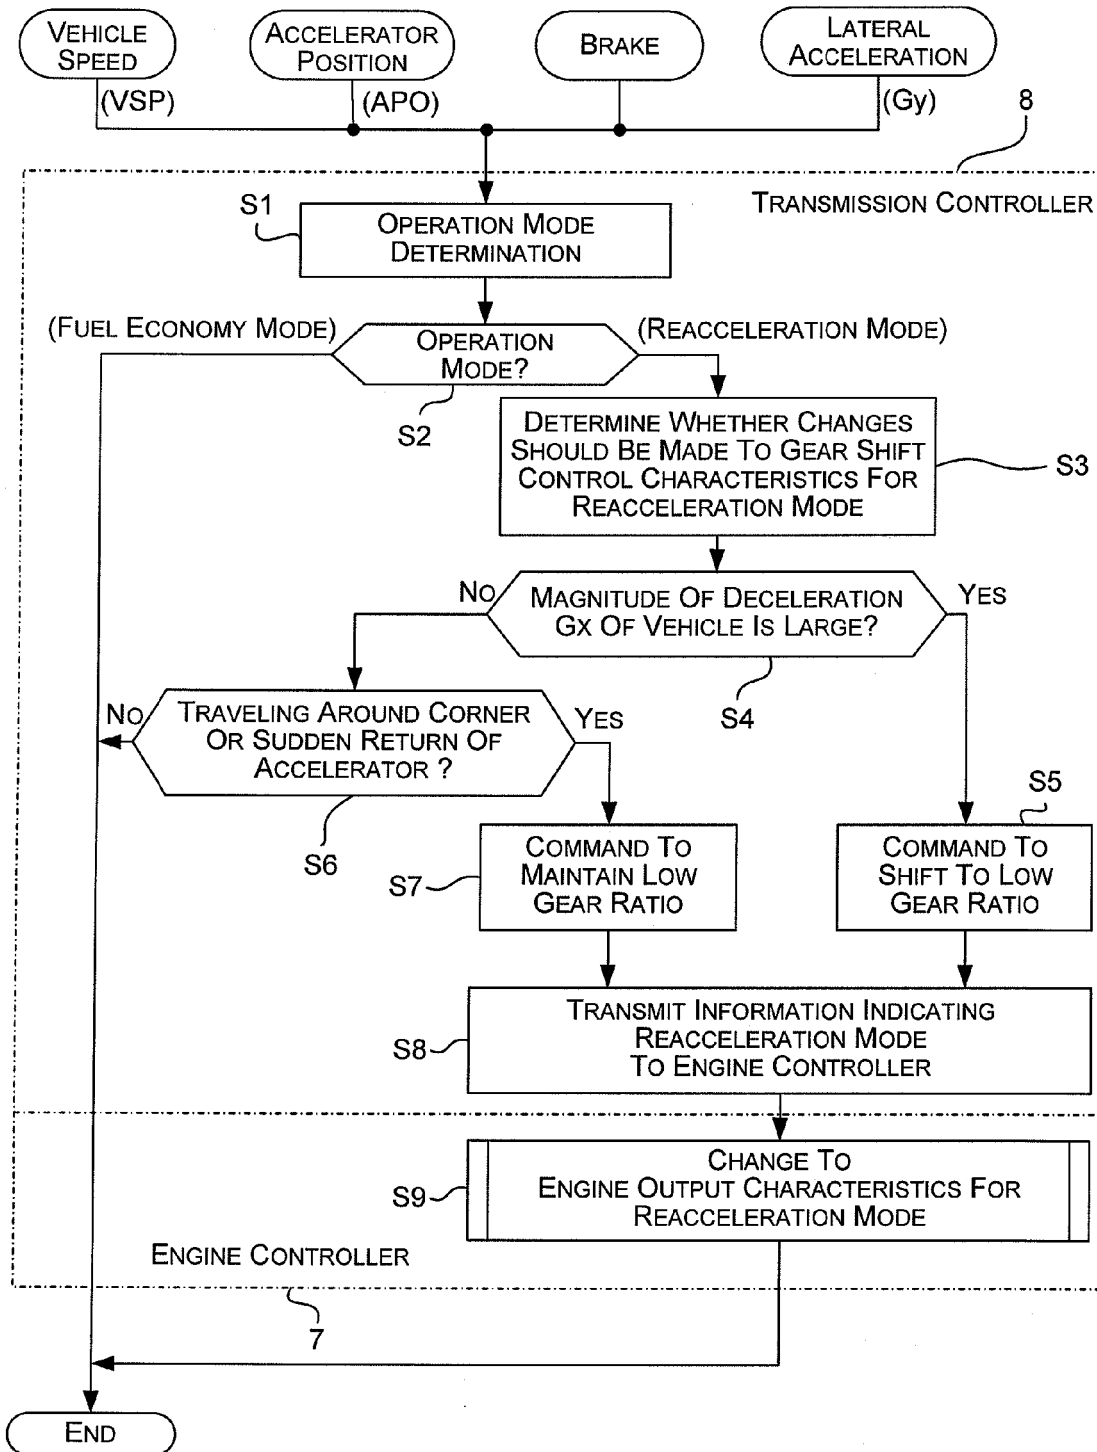 VEHICLE
SPEED
ACCELERATOR
POSITION
BRAKE
LATERAL
ACCELERATION
(VSP)
(APO)
(Gy)
8
TRANSMISSION CONTROLLER
S1
OPERATION MODE
DETERMINATION
(FUEL ECONOMY MODE)
OPERATION
MODE?
(REACCELERATION MODE)
S2
DETERMINE WHETHER CHANGES
SHOULD BE MADE TO GEAR SHIFT
CONTROL CHARACTERISTICS FOR
REACCELERATION MODE
S3
NO
MAGNITUDE OF DECELERATION
GX OF VEHICLE IS LARGE?
YES
S4
NO
TRAVELING AROUND CORNER
OR SUDDEN RETURN OF
ACCELERATOR ?
YES
S6
S5
S7
COMMAND TO
MAINTAIN LOW
GEAR RATIO
COMMAND TO
SHIFT TO LOW
GEAR RATIO
S8
TRANSMIT INFORMATION INDICATING
REACCELERATION MODE
TO ENGINE CONTROLLER
S9
CHANGE TO
ENGINE OUTPUT CHARACTERISTICS FOR
REACCELERATION MODE
ENGINE CONTROLLER
7
END